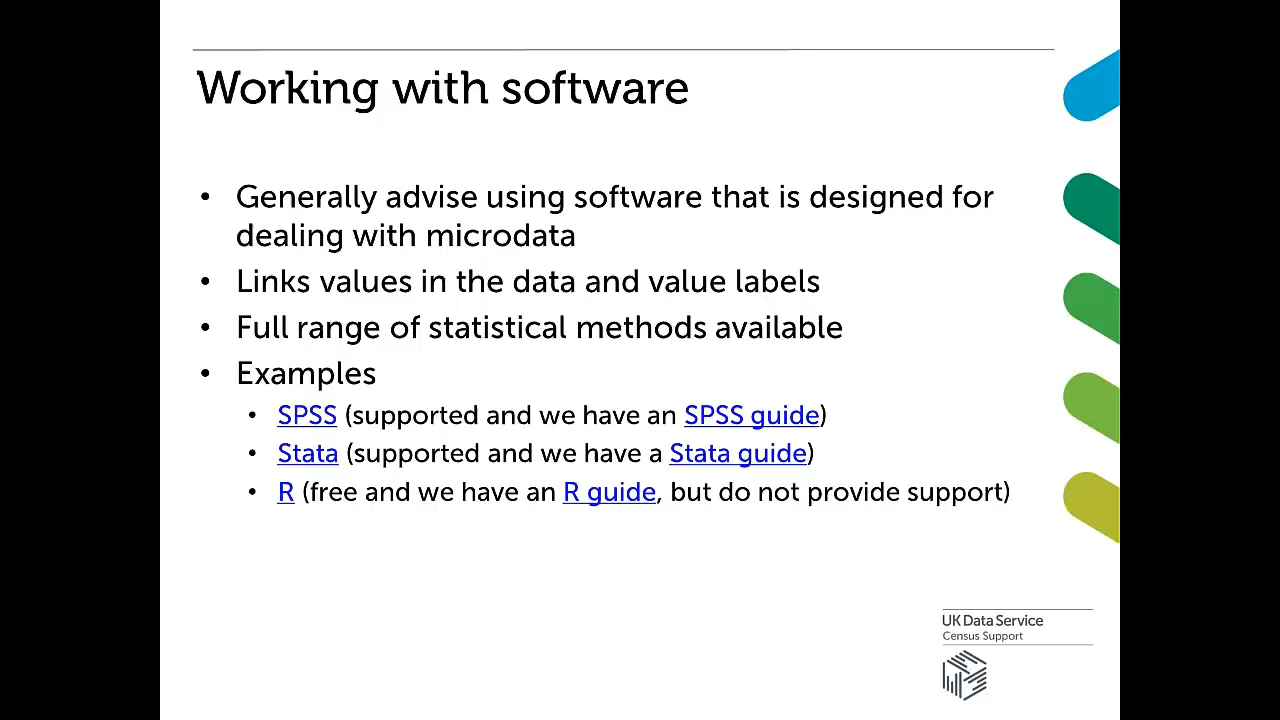 Working with software
• Generally advise using software that is designed for
dealing with microdata
• Links values in the data and value labels
• Full range of statistical methods available
• Examples
• SPSS (supported and we have an SPSS guide)
• Stata (supported and we have a Stata guide)
• R (free and we have an R guide, but do not provide support)
UK Data Service
Census Support